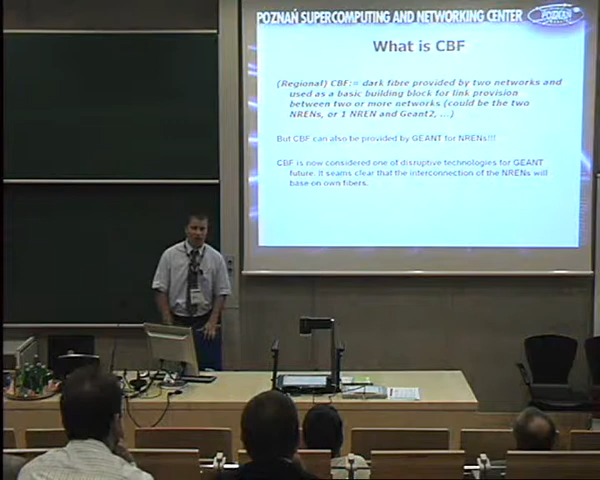 POZNAŃ SUPERCOMPUTING AND NETWORKING CENTER
POZNAŃ
What is CBF
(Regional) CBF:= dark fibre provided by two networks and
used as a basic building block for link provision
between two or more networks (could be the two
NRENs, or 1 NREN and Geant2, ...)
But CBF can also be provided by GEANT for NRENs!!!
CBF is now considered one of disruptive technologies for GEANT
future. It seams clear that the interconnection of the NRENs will
base on own fibers.